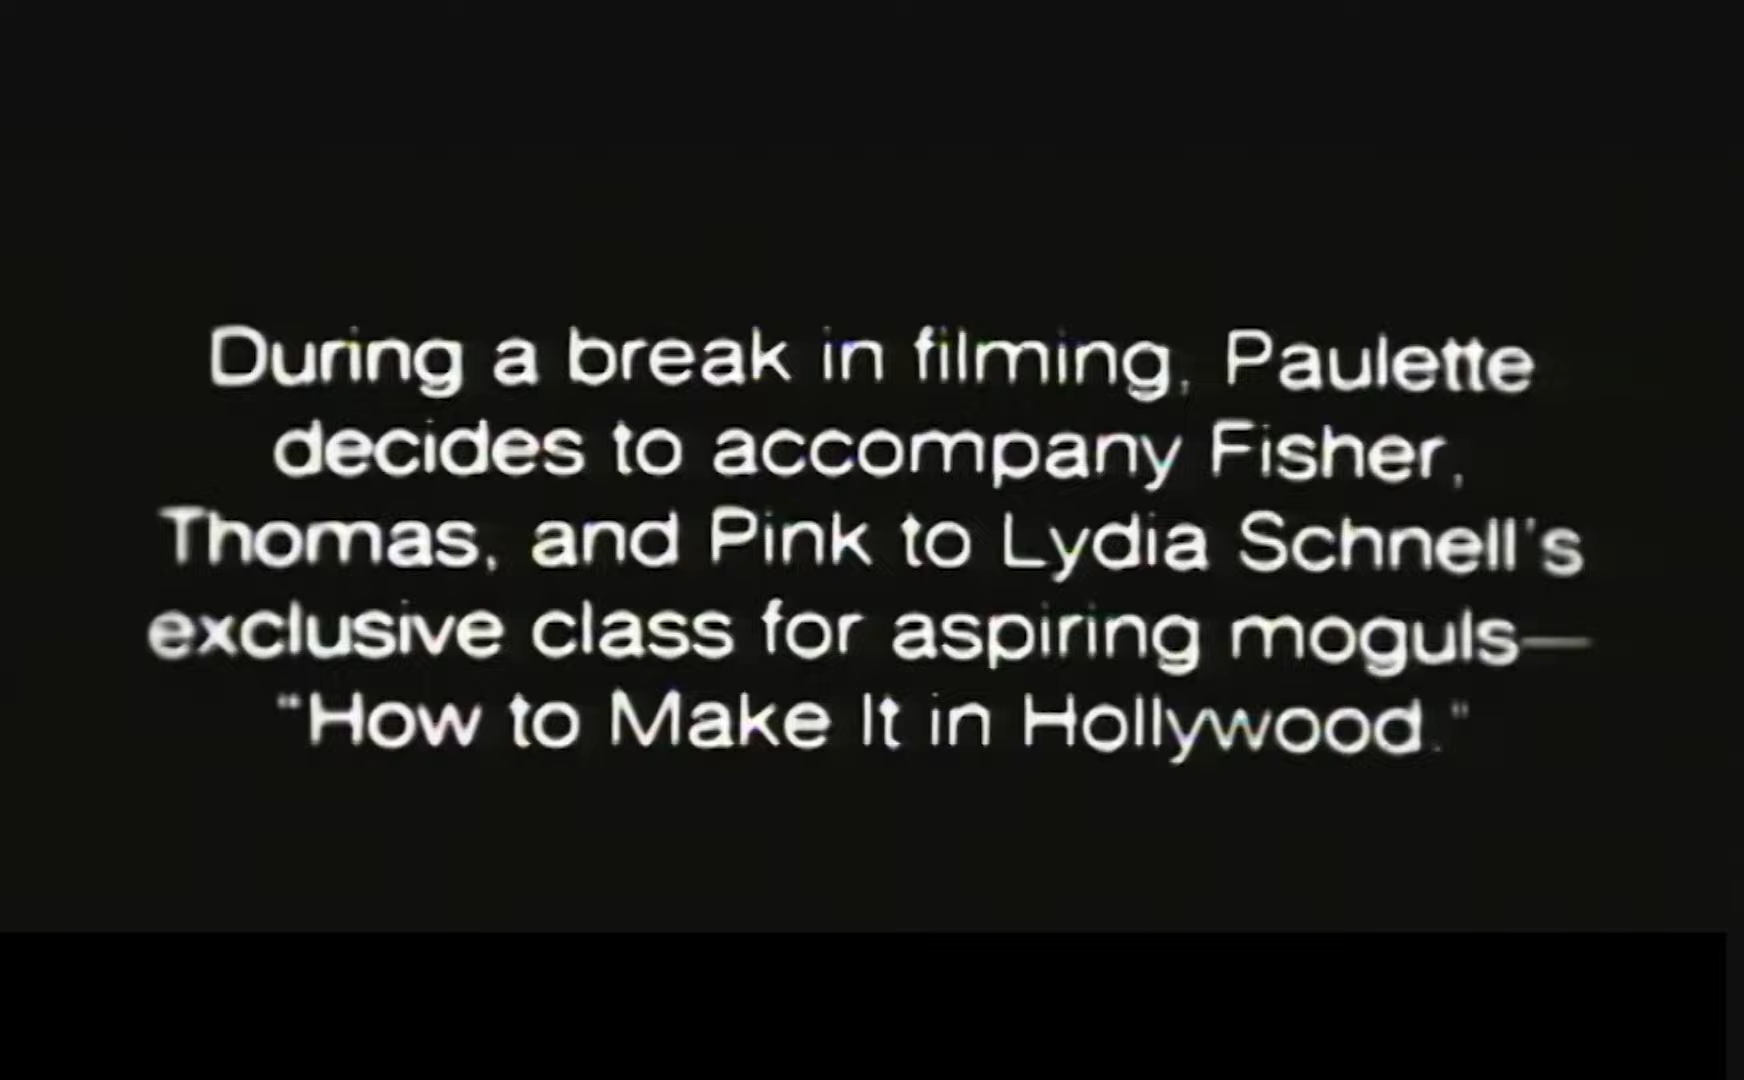 During a break in filming, Paulette
decides to accompany Fisher,
Thomas, and Pink to Lydia Schnell's
exclusive class for aspiring moguls—
"How to Make It in Hollywood."